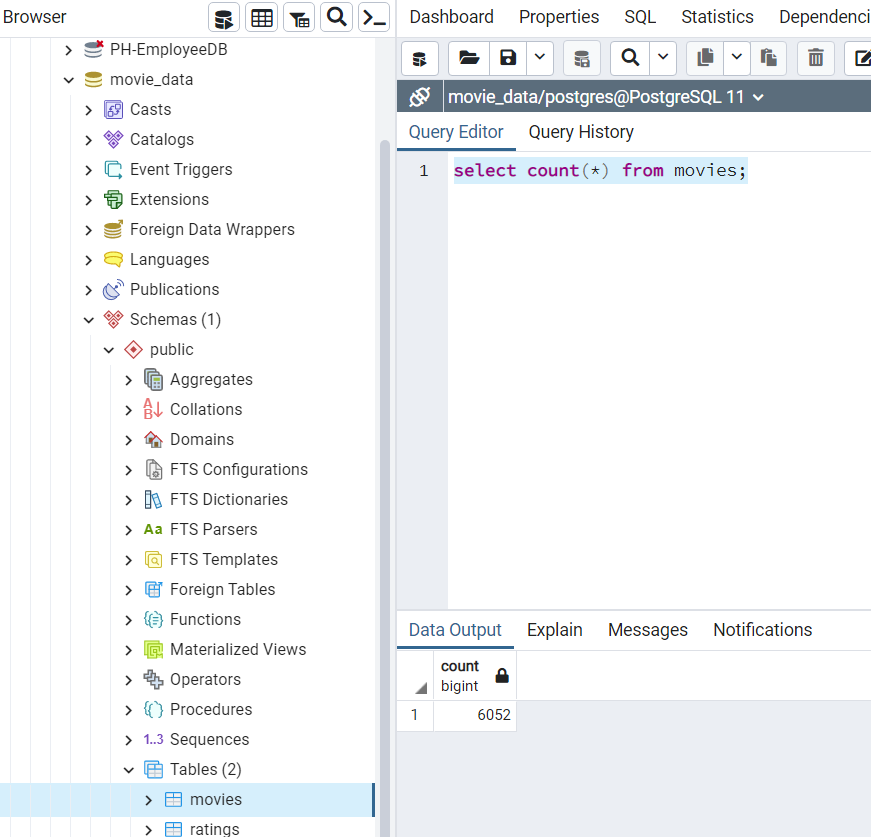 Browser
PH-EmployeeDB
movie_data
Casts
Catalogs
Event Triggers
Extensions
Foreign Data Wrappers
Languages
Publications
Schemas (1)
public
Aggregates
Collations
Domains
FTS Configurations
FTS Dictionaries
Aa FTS Parsers
FTS Templates
Foreign Tables
Functions
Materialized Views
Operators
Procedures
1..3 Sequences
Tables (2)
movies
ratings
Dashboard Properties SQL Statistics Dependenci
movie_data/postgres@PostgreSQL 11
Query Editor Query History
1 select count(*) from movies;
Data Output Explain Messages Notifications
count
bigint
1 6052